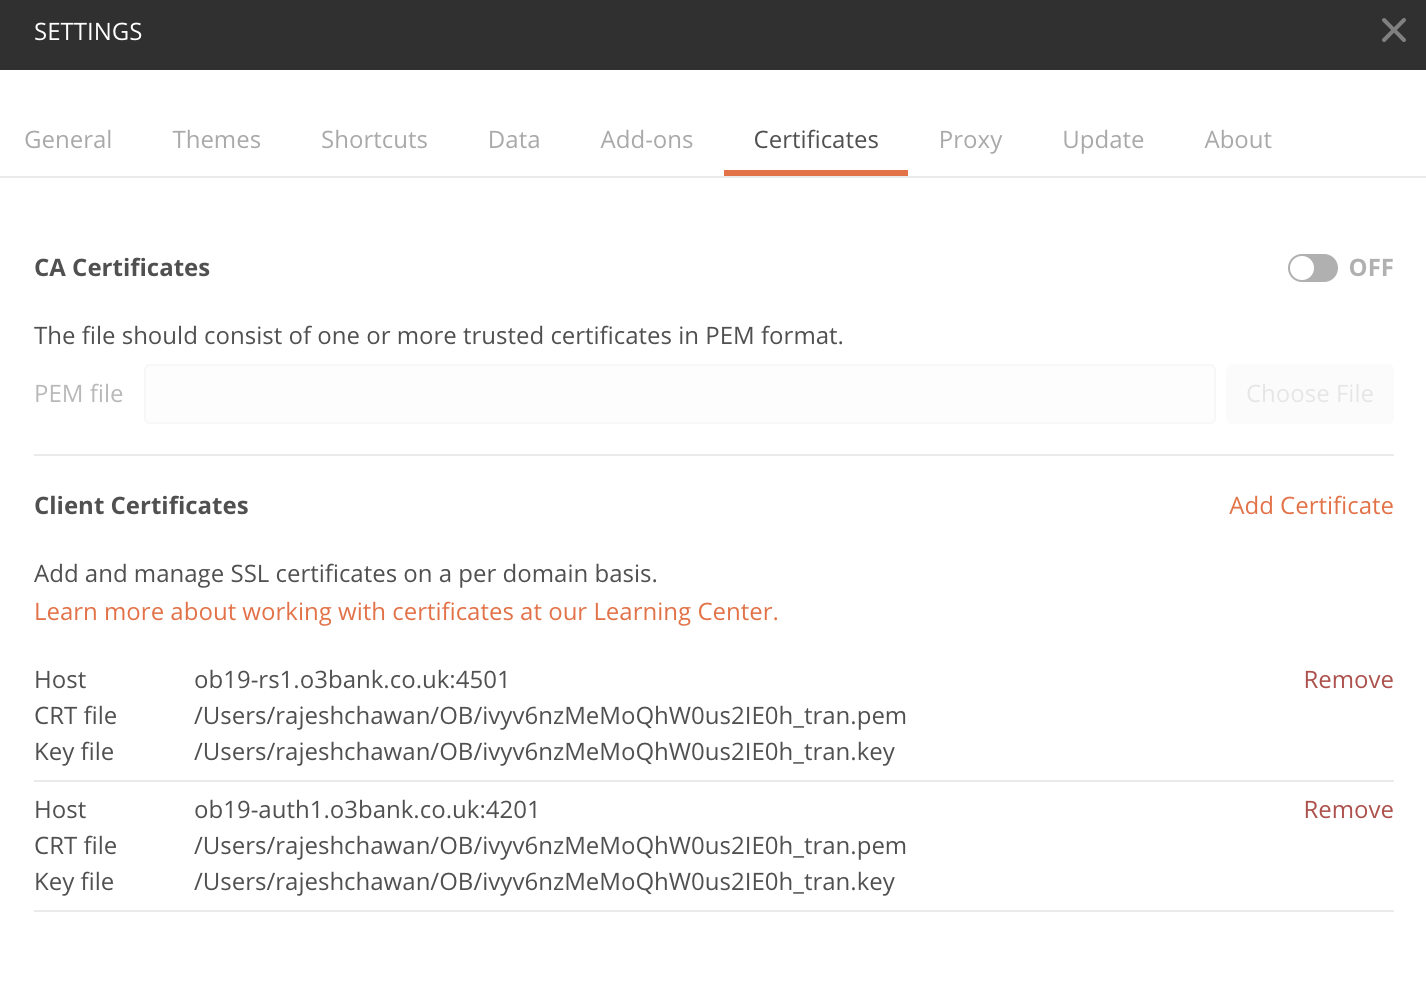 SETTINGS
General Themes Shortcuts Data Add-ons Certificates Proxy Update About
CA Certificates OFF
The file should consist of one or more trusted certificates in PEM format.
PEM file Choose File
Client Certificates Add Certificate
Add and manage SSL certificates on a per domain basis.
Learn more about working with certificates at our Learning Center.
Host ob19-rs1.o3bank.co.uk:4501 Remove
CRT file /Users/rajeshchawan/OB/ivyv6nzMeMoQhW0us2IE0h_tran.pem
Key file /Users/rajeshchawan/OB/ivyv6nzMeMoQhW0us2IE0h_tran.key
Host ob19-auth1.o3bank.co.uk:4201 Remove
CRT file /Users/rajeshchawan/OB/ivyv6nzMeMoQhW0us2IE0h_tran.pem
Key file /Users/rajeshchawan/OB/ivyv6nzMeMoQhW0us2IE0h_tran.key